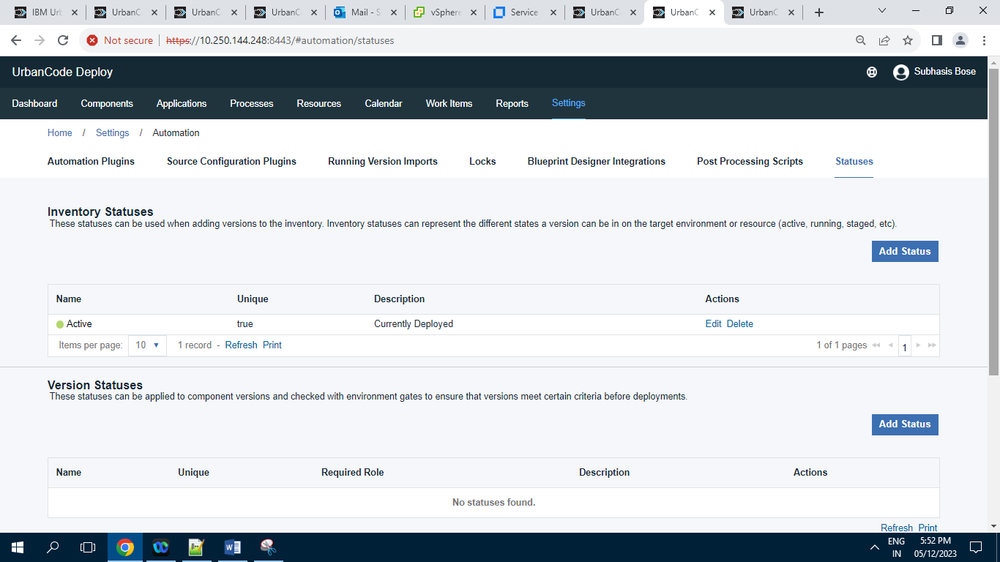 IBM Urb
UrbanC
UrbanC
UrbanC
Mail - S
vSphere
Service
UrbanC
UrbanC
UrbanC
Not secure https://10.250.144.248:8443/#automation/statuses
UrbanCode Deploy
Subhasis Bose
Dashboard Components Applications Processes Resources Calendar Work Items Reports Settings
Home / Settings / Automation
Automation Plugins Source Configuration Plugins Running Version Imports Locks Blueprint Designer Integrations Post Processing Scripts Statuses
Inventory Statuses
These statuses can be used when adding versions to the inventory. Inventory statuses can represent the different states a version can be in on the target environment or resource (active, running, staged, etc).
Add Status
Name Unique Description Actions
Active true Currently Deployed Edit Delete
Items per page: 10 1 record - Refresh Print 1 of 1 pages 1
Version Statuses
These statuses can be applied to component versions and checked with environment gates to ensure that versions meet certain criteria before deployments.
Add Status
Name Unique Required Role Description Actions
No statuses found.
Refresh Print
ENG
IN
5:52 PM
05/12/2023